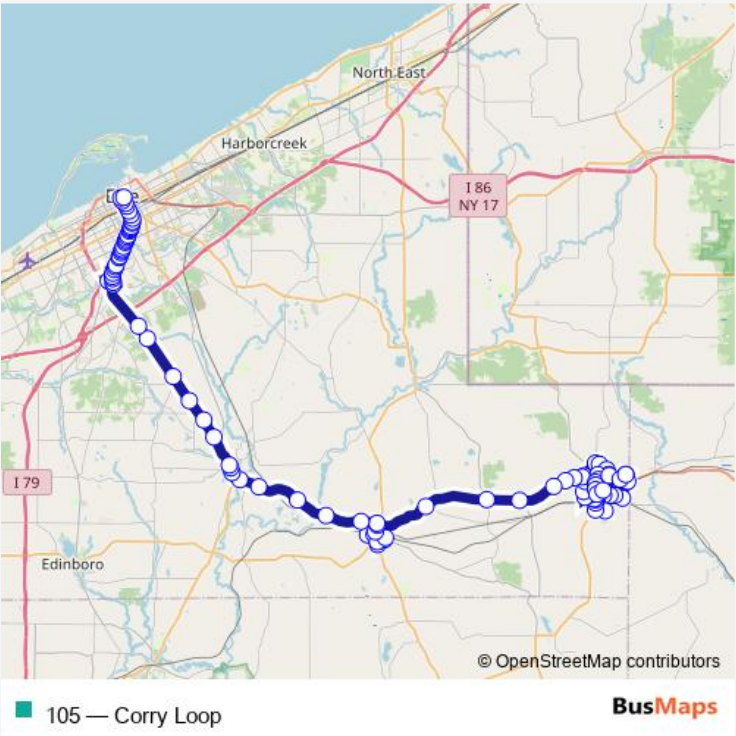 North East
Harborcreek
I 86
NY 17
I 79
Edinboro
© OpenStreetMap contributors
105 — Corry Loop
BusMaps